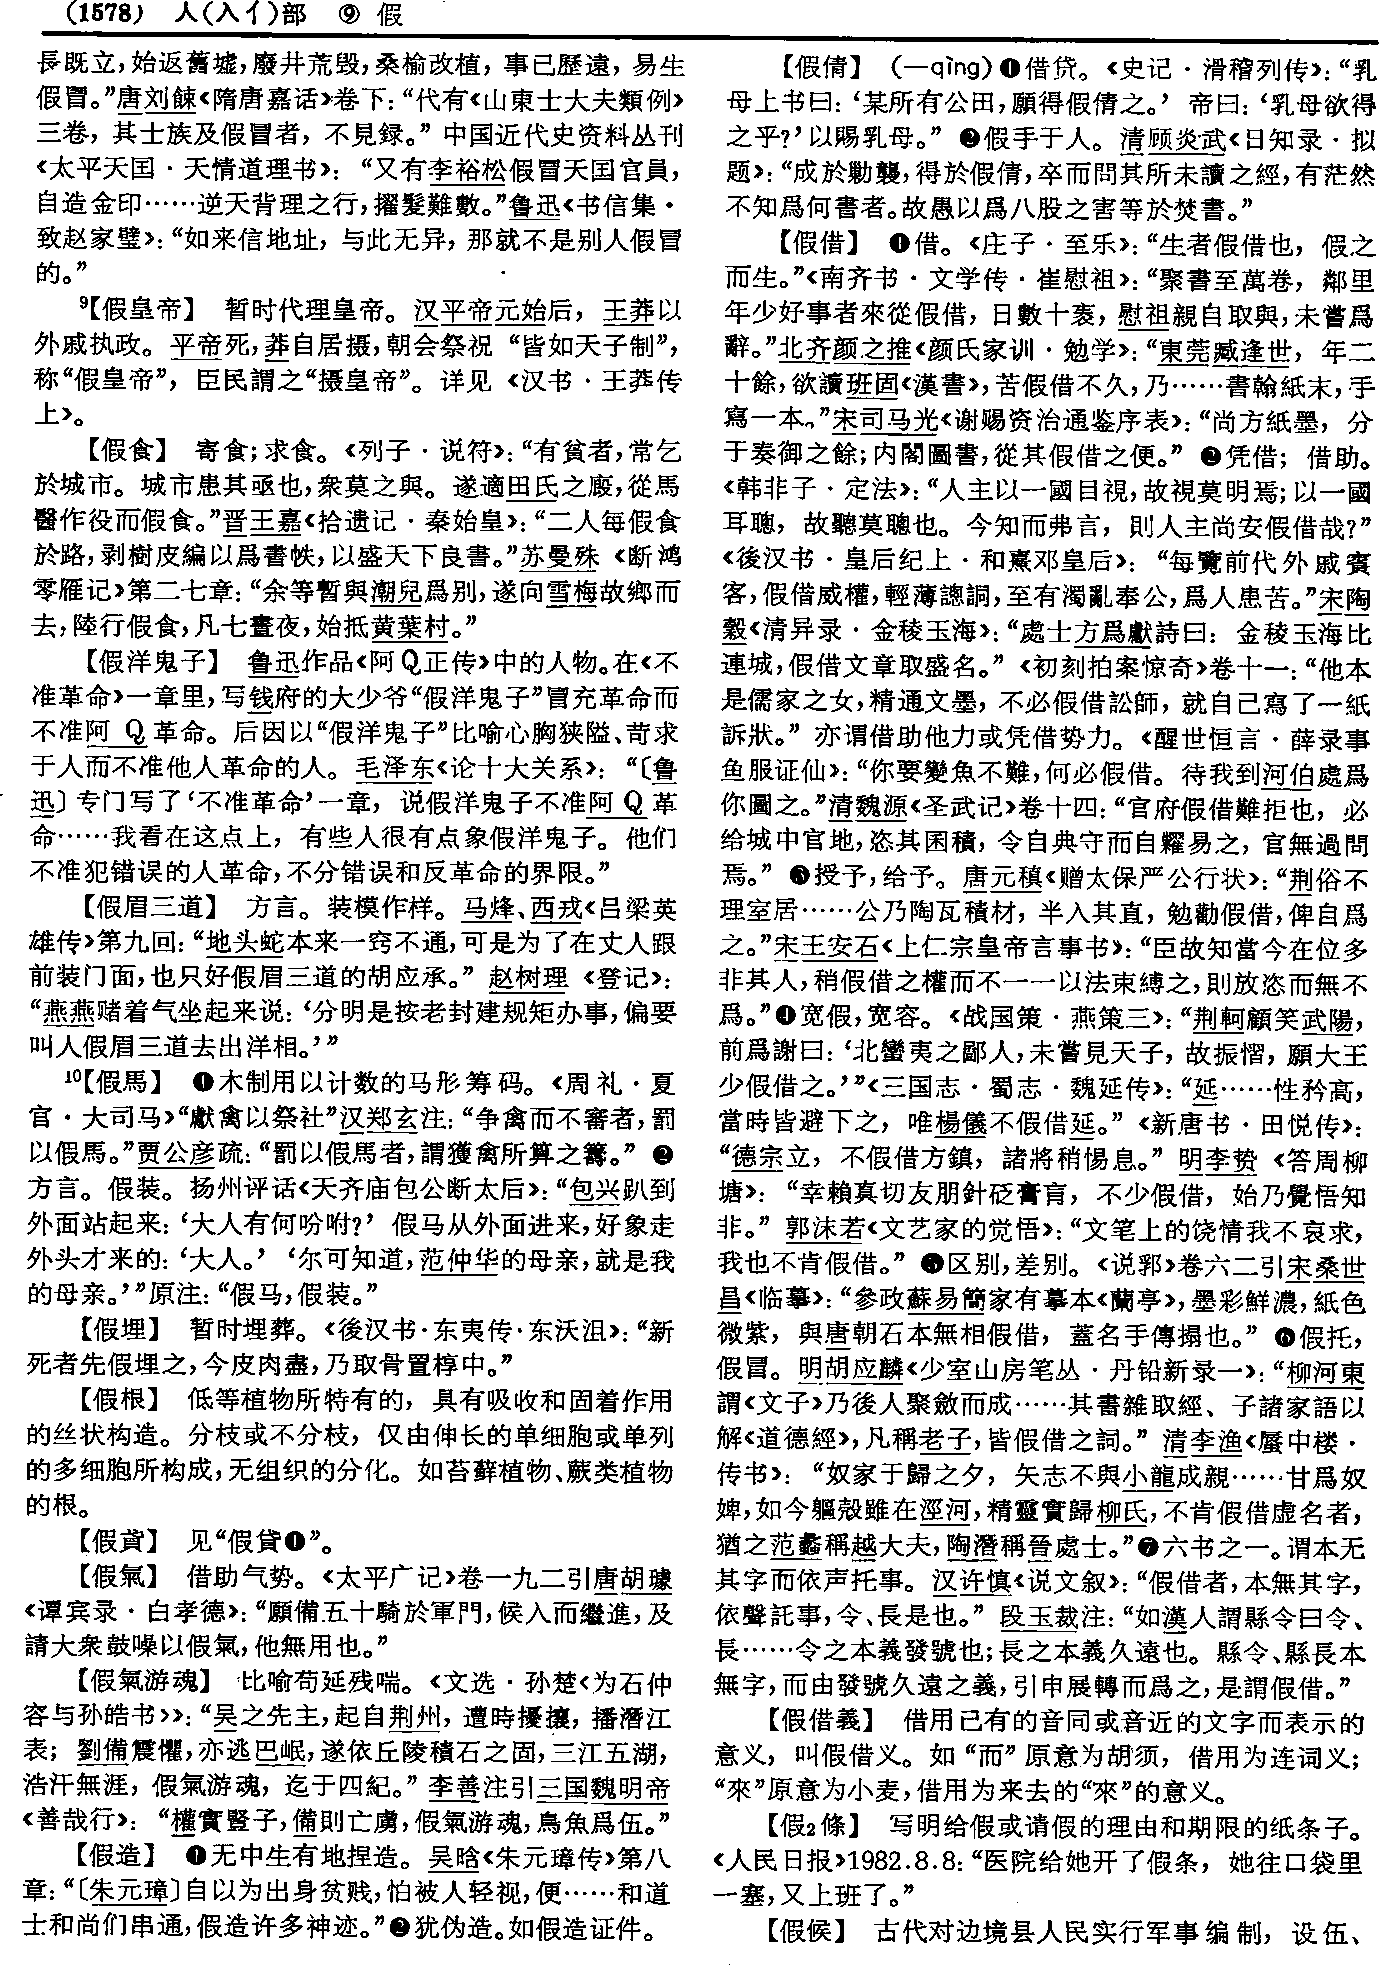 (1578) 人(入亻)部 ⑨ 假
長既立,始返舊墟,廢井荒毁,桑榆改植,事已歷遠,易生
假冒。”唐刘餗《隋唐嘉话》卷下:“代有《山東士大夫類例》
三卷,其士族及假冒者,不見録。”中国近代史资料丛刊
《太平天囯·天情道理书》:“又有李裕松假冒天囯官員,
自造金印……逆天背理之行,擢髮難數。”鲁迅《书信集·
致赵家璧》:“如来信地址,与此无异,那就不是别人假冒
的。”
⁹【假皇帝】 暂时代理皇帝。汉平帝元始后,王莽以
外戚执政。平帝死,莽自居摄,朝会祭祝“皆如天子制”,
称“假皇帝”,臣民謂之“摄皇帝”。详见《汉书·王莽传
上》。
【假食】 寄食;求食。《列子·说符》:“有貧者,常乞
於城市。城市患其亟也,衆莫之與。遂適田氏之廄,從馬
醫作役而假食。”晋王嘉《拾遗记·秦始皇》:“二人每假食
於路,剥樹皮編以爲書帙,以盛天下良書。”苏曼殊《断鸿
零雁记》第二七章:“余等暫與潮兒爲别,遂向雪梅故鄉而
去,陸行假食,凡七晝夜,始抵黄葉村。”
【假洋鬼子】 鲁迅作品《阿Q正传》中的人物。在《不
准革命》一章里,写钱府的大少爷“假洋鬼子”冒充革命而
不准阿 Q 革命。后因以“假洋鬼子”比喻心胸狭隘、苛求
于人而不准他人革命的人。毛泽东《论十大关系》:“〔鲁
迅〕专门写了‘不准革命’一章,说假洋鬼子不准阿 Q 革
命……我看在这点上,有些人很有点象假洋鬼子。他们
不准犯错误的人革命,不分错误和反革命的界限。”
【假眉三道】 方言。装模作样。马烽、西戎《吕梁英
雄传》第九回:“地头蛇本来一窍不通,可是为了在丈人跟
前装门面,也只好假眉三道的胡应承。”赵树理《登记》:
“燕燕赌着气坐起来说:‘分明是按老封建规矩办事,偏要
叫人假眉三道去出洋相。’”
¹⁰【假馬】 ❶木制用以计数的马形筹码。《周礼·夏
官·大司马》“獻禽以祭社”汉郑玄注:“争禽而不審者,罰
以假馬。”贾公彦疏:“罰以假馬者,謂獲禽所算之籌。”❷
方言。假装。扬州评话《天齐庙包公断太后》:“包兴趴到
外面站起来:‘大人有何吩咐?’假马从外面进来,好象走
外头才来的:‘大人。’‘尔可知道,范仲华的母亲,就是我
的母亲。’”原注:“假马,假装。”
【假埋】 暂时埋葬。《後汉书·东夷传·东沃沮》:“新
死者先假埋之,今皮肉盡,乃取骨置椁中。”
【假根】 低等植物所特有的,具有吸收和固着作用
的丝状构造。分枝或不分枝,仅由伸长的单细胞或单列
的多细胞所构成,无组织的分化。如苔藓植物、蕨类植物
的根。
【假貣】 见“假貸❶”。
【假氣】 借助气势。《太平广记》卷一九二引唐胡璩
《谭宾录·白孝德》:“願備五十騎於軍門,候入而繼進,及
請大衆鼓噪以假氣,他無用也。”
【假氣游魂】 比喻苟延残喘。《文选·孙楚〈为石仲
容与孙皓书〉》:“吴之先主,起自荆州,遭時擾攘,播潛江
表;劉備震懼,亦逃巴岷,遂依丘陵積石之固,三江五湖,
浩汗無涯,假氣游魂,迄于四紀。”李善注引三国魏明帝
《善哉行》:“權實豎子,備則亡虜,假氣游魂,鳥魚爲伍。”
【假造】 ❶无中生有地捏造。吴晗《朱元璋传》第八
章:“〔朱元璋〕自以为出身贫贱,怕被人轻视,便……和道
士和尚们串通,假造许多神迹。”❷犹伪造。如假造证件。
【假倩】 (—qìng)❶借贷。《史记·滑稽列传》:“乳
母上书曰:‘某所有公田,願得假倩之。’帝曰:‘乳母欲得
之乎?’以賜乳母。”❷假手于人。清顾炎武《日知录·拟
题》:“成於勦襲,得於假倩,卒而問其所未讀之經,有茫然
不知爲何書者。故愚以爲八股之害等於焚書。”
【假借】 ❶借。《庄子·至乐》:“生者假借也,假之
而生。”《南齐书·文学传·崔慰祖》:“聚書至萬卷,鄰里
年少好事者來從假借,日數十袠,慰祖親自取與,未嘗爲
辭。”北齐颜之推《颜氏家训·勉学》:“東莞臧逢世,年二
十餘,欲讀班固《漢書》,苦假借不久,乃……書翰紙末,手
寫一本。”宋司马光《谢赐资治通鉴序表》:“尚方紙墨,分
于奏御之餘;内閣圖書,從其假借之便。”❷凭借;借助。
《韩非子·定法》:“人主以一國目視,故視莫明焉;以一國
耳聽,故聽莫聰也。今知而弗言,則人主尚安假借哉?”
《後汉书·皇后纪上·和熹邓皇后》:“每覽前代外戚賓
客,假借威權,輕薄謥詷,至有濁亂奉公,爲人患苦。”宋陶
穀《清异录·金稜玉海》:“處士方爲獻詩曰:金稜玉海比
連城,假借文章取盛名。”《初刻拍案惊奇》卷十一:“他本
是儒家之女,精通文墨,不必假借訟師,就自己寫了一紙
訴狀。”亦谓借助他力或凭借势力。《醒世恒言·薛录事
鱼服证仙》:“你要變魚不難,何必假借。待我到河伯處爲
你圖之。”清魏源《圣武记》卷十四:“官府假借難拒也,必
给城中官地,恣其囷積,令自典守而自糶易之,官無過問
焉。”❸授予,给予。唐元稹《赠太保严公行状》:“荆俗不
理室居……公乃陶瓦積材,半入其直,勉勸假借,俾自爲
之。”宋王安石《上仁宗皇帝言事书》:“臣故知當今在位多
非其人,稍假借之權而不一一以法束縛之,則放恣而無不
爲。”❹宽假,宽容。《战国策·燕策三》:“荆軻顧笑武陽,
前爲謝曰:‘北蠻夷之鄙人,未嘗見天子,故振慴,願大王
少假借之。’”《三国志·蜀志·魏延传》:“延……性矜高,
當時皆避下之,唯楊儀不假借延。”《新唐书·田悦传》:
“德宗立,不假借方鎮,諸將稍惕息。”明李贽《答周柳
塘》:“幸賴真切友朋針砭膏肓,不少假借,始乃覺悟知
非。”郭沫若《文艺家的觉悟》:“文笔上的饶情我不哀求,
我也不肯假借。”❺区别,差别。《说郛》卷六二引宋桑世
昌《临摹》:“參政蘇易簡家有摹本《蘭亭》,墨彩鮮濃,紙色
微紫,與唐朝石本無相假借,蓋名手傳搨也。”❻假托,
假冒。明胡应麟《少室山房笔丛·丹铅新录一》:“柳河東
謂《文子》乃後人聚斂而成……其書雜取經、子諸家語以
解《道德經》,凡稱老子,皆假借之詞。”清李渔《蜃中楼·
传书》:“奴家于歸之夕,矢志不與小龍成親……甘爲奴
婢,如今軀殼雖在涇河,精靈實歸柳氏,不肯假借虚名者,
猶之范蠡稱越大夫,陶潛稱晉處士。”❼六书之一。谓本无
其字而依声托事。汉许慎《说文叙》:“假借者,本無其字,
依聲託事,令、長是也。”段玉裁注:“如漢人謂縣令曰令、
長……令之本義發號也;長之本義久遠也。縣令、縣長本
無字,而由發號久遠之義,引申展轉而爲之,是謂假借。”
【假借義】 借用已有的音同或音近的文字而表示的
意义,叫假借义。如“而”原意为胡须,借用为连词义;
“來”原意为小麦,借用为来去的“來”的意义。
【假₂條】 写明给假或请假的理由和期限的纸条子。
《人民日报》1982.8.8:“医院给她开了假条,她往口袋里
一塞,又上班了。”
【假候】 古代对边境县人民实行军事编制,设伍、